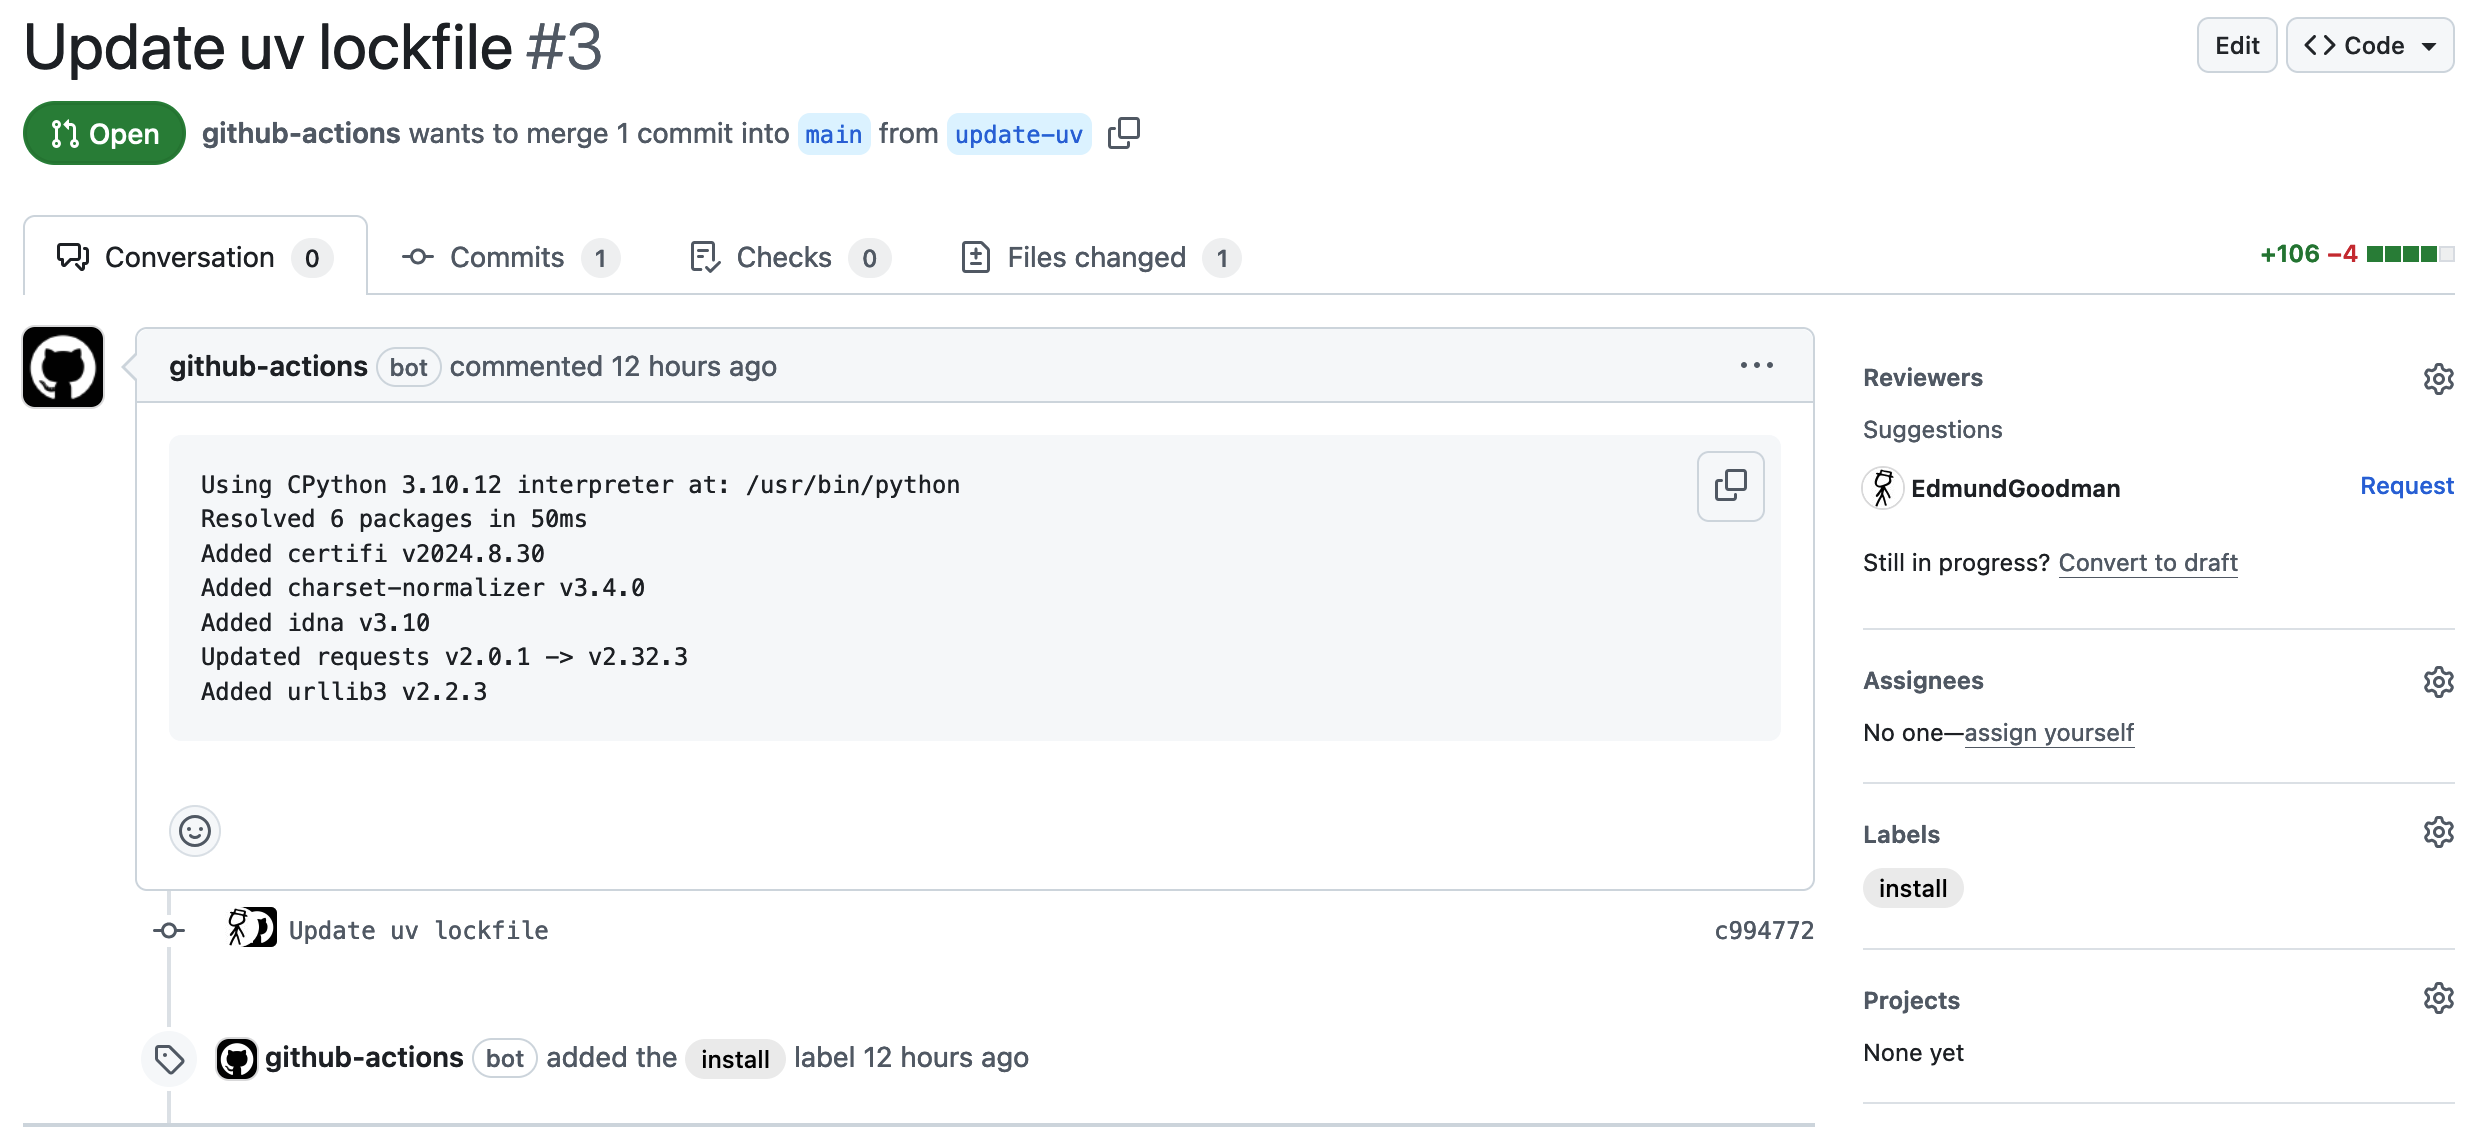 Update uv lockfile #3
Edit
Code
Open
github-actions wants to merge 1 commit into main from update-uv
Conversation 0
Commits 1
Checks 0
Files changed 1
+106 −4
github-actions bot commented 12 hours ago
Using CPython 3.10.12 interpreter at: /usr/bin/python
Resolved 6 packages in 50ms
Added certifi v2024.8.30
Added charset-normalizer v3.4.0
Added idna v3.10
Updated requests v2.0.1 -> v2.32.3
Added urllib3 v2.2.3
Update uv lockfile
c994772
github-actions bot added the install label 12 hours ago
Reviewers
Suggestions
EdmundGoodman
Request
Still in progress? Convert to draft
Assignees
No one—assign yourself
Labels
install
Projects
None yet